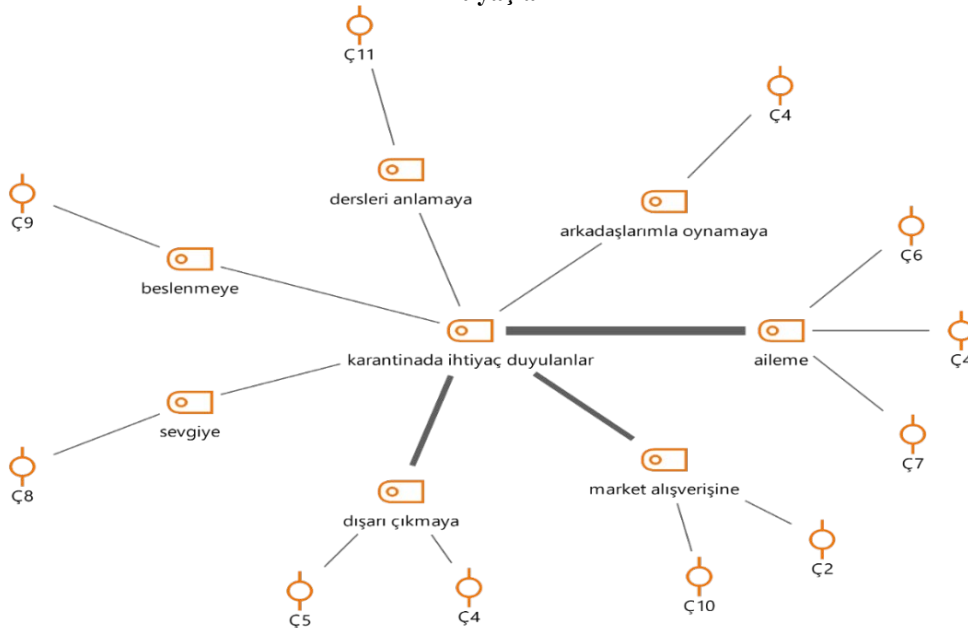 Ç11
Ç4
dersleri anlamaya
arkadaşlarımla oynamaya
Ç9
Ç6
beslenmeye
karantinada ihtiyaç duyulanlar
aileme
Ç4
sevgiye
Ç7
Ç8
market alışverişine
dışarı çıkmaya
Ç2
Ç10
Ç5
Ç4